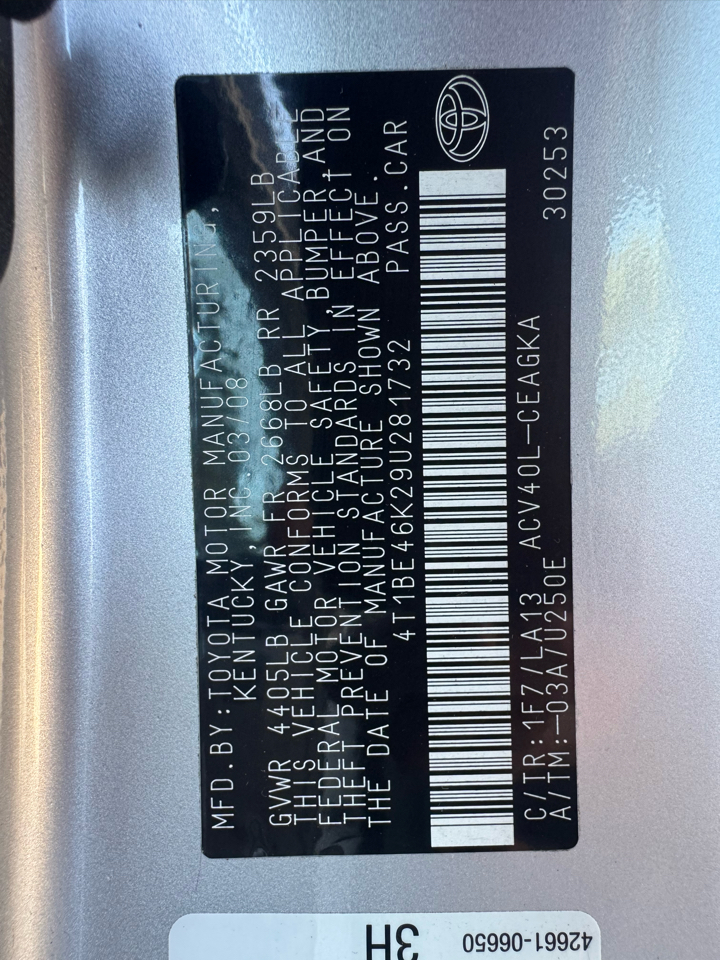 MFD.BY:TOYOTA MOTOR MANUFACTURING,
KENTUCKY,INC.03/08
GVWR 4405LB GAWR FR 2668LB RR 2359LB
THIS VEHICLE CONFORMS TO ALL APPLICABLE
FEDERAL MOTOR VEHICLE SAFETY,BUMPER,AND
THEFT PREVENTION STANDARDS IN EFFECT ON
THE DATE OF MANUFACTURE SHOWN ABOVE.
4T1BE46K29U281732 PASS.CAR
C/TR:1F7/LA13 ACV40L-CEAGKA 30253
A/TM:-03A/U250E
42661-06650
3H